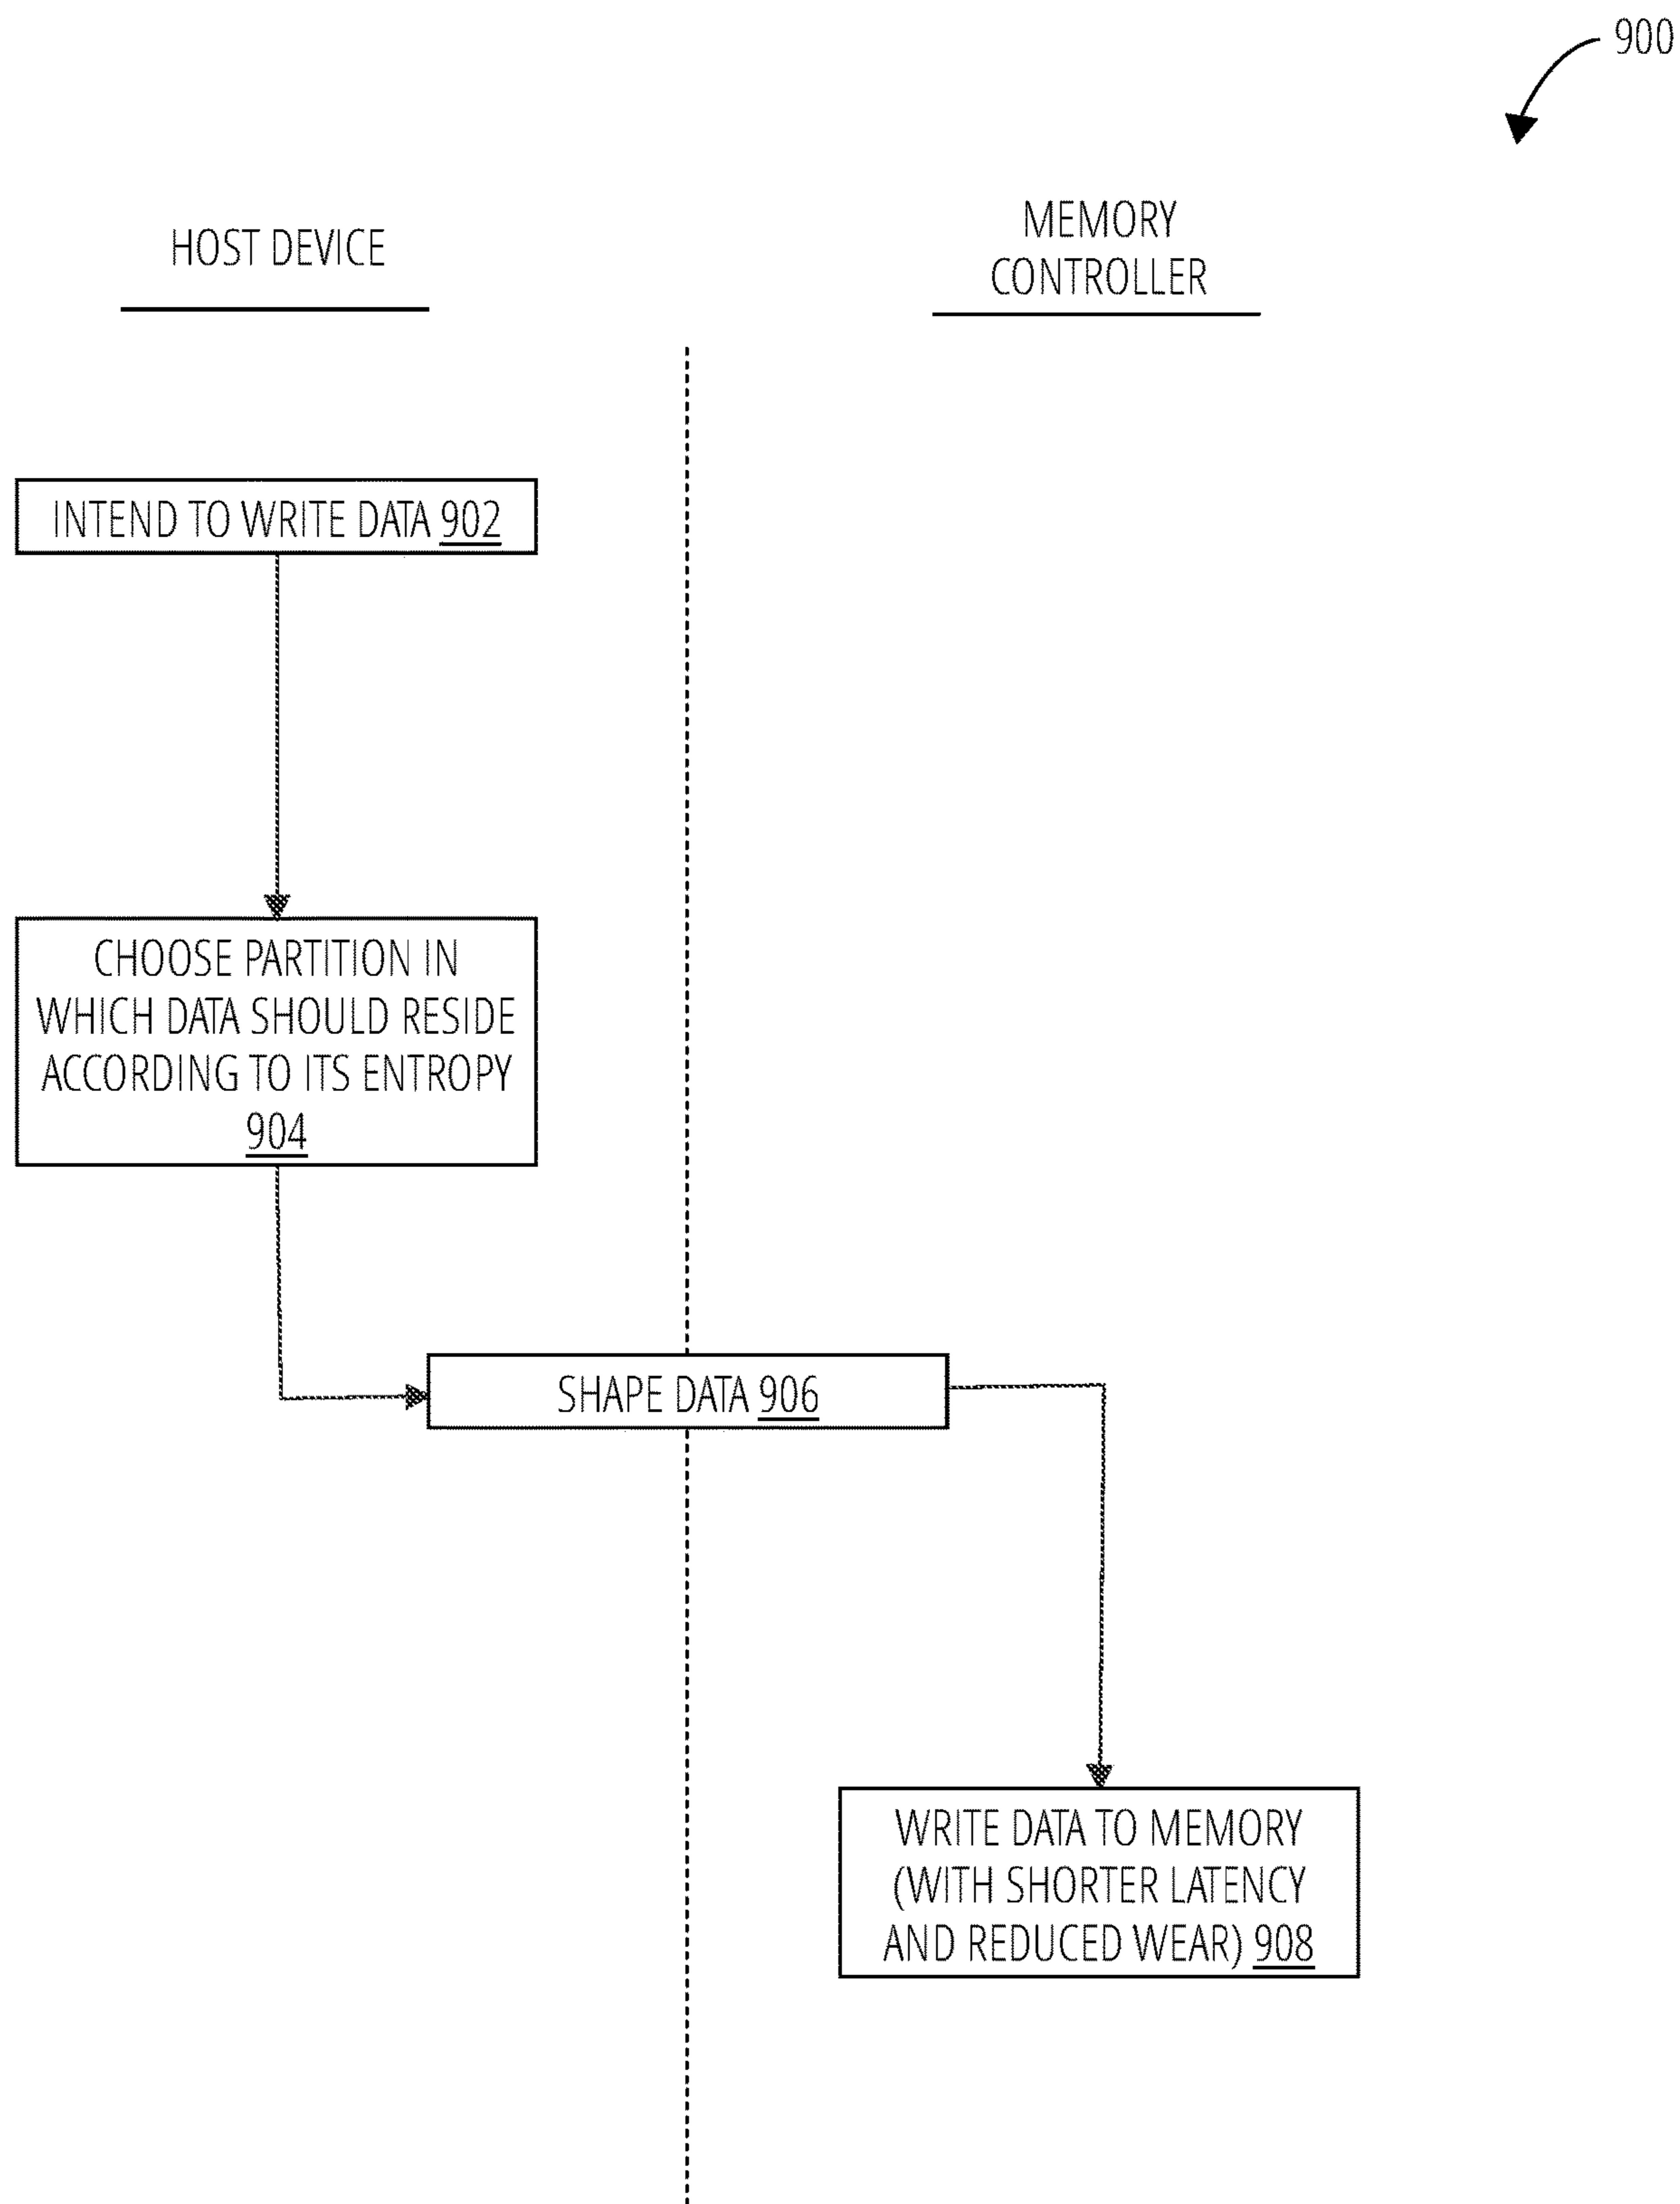 900
HOST DEVICE
MEMORY
CONTROLLER
INTEND TO WRITE DATA 902
CHOOSE PARTITION IN
WHICH DATA SHOULD RESIDE
ACCORDING TO ITS ENTROPY
904
SHAPE DATA 906
WRITE DATA TO MEMORY
(WITH SHORTER LATENCY
AND REDUCED WEAR) 908